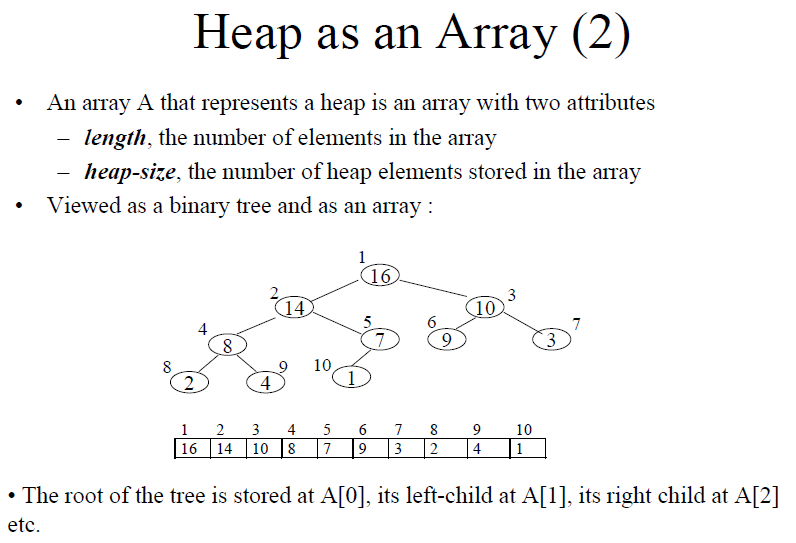 Heap as an Array (2)
• An array A that represents a heap is an array with two attributes
– length, the number of elements in the array
– heap-size, the number of heap elements stored in the array
• Viewed as a binary tree and as an array :
1
16
2
14
3
10
4
8
5
7
6
9
7
3
8
2
9
4
10
1
1 2 3 4 5 6 7 8 9 10
16 14 10 8 7 9 3 2 4 1
• The root of the tree is stored at A[0], its left-child at A[1], its right child at A[2]
etc.